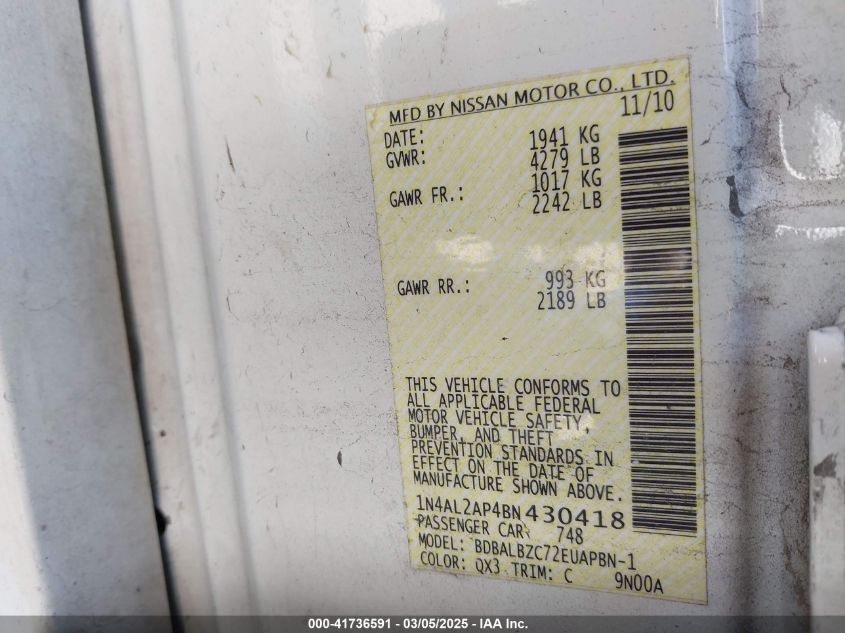 MFD BY NISSAN MOTOR CO., LTD.
DATE: 11/10
GVWR: 1941 KG
4279 LB
GAWR FR.: 1017 KG
2242 LB
GAWR RR.: 993 KG
2189 LB
THIS VEHICLE CONFORMS TO
ALL APPLICABLE FEDERAL
MOTOR VEHICLE SAFETY,
BUMPER, AND THEFT
PREVENTION STANDARDS IN
EFFECT ON THE DATE OF
MANUFACTURE SHOWN ABOVE.
1N4AL2AP4BN430418
PASSENGER CAR 748
MODEL: BDBALBZC72EUAPBN-1
COLOR: QX3 TRIM: C 9N00A
000-41736591 - 03/05/2025 - IAA Inc.